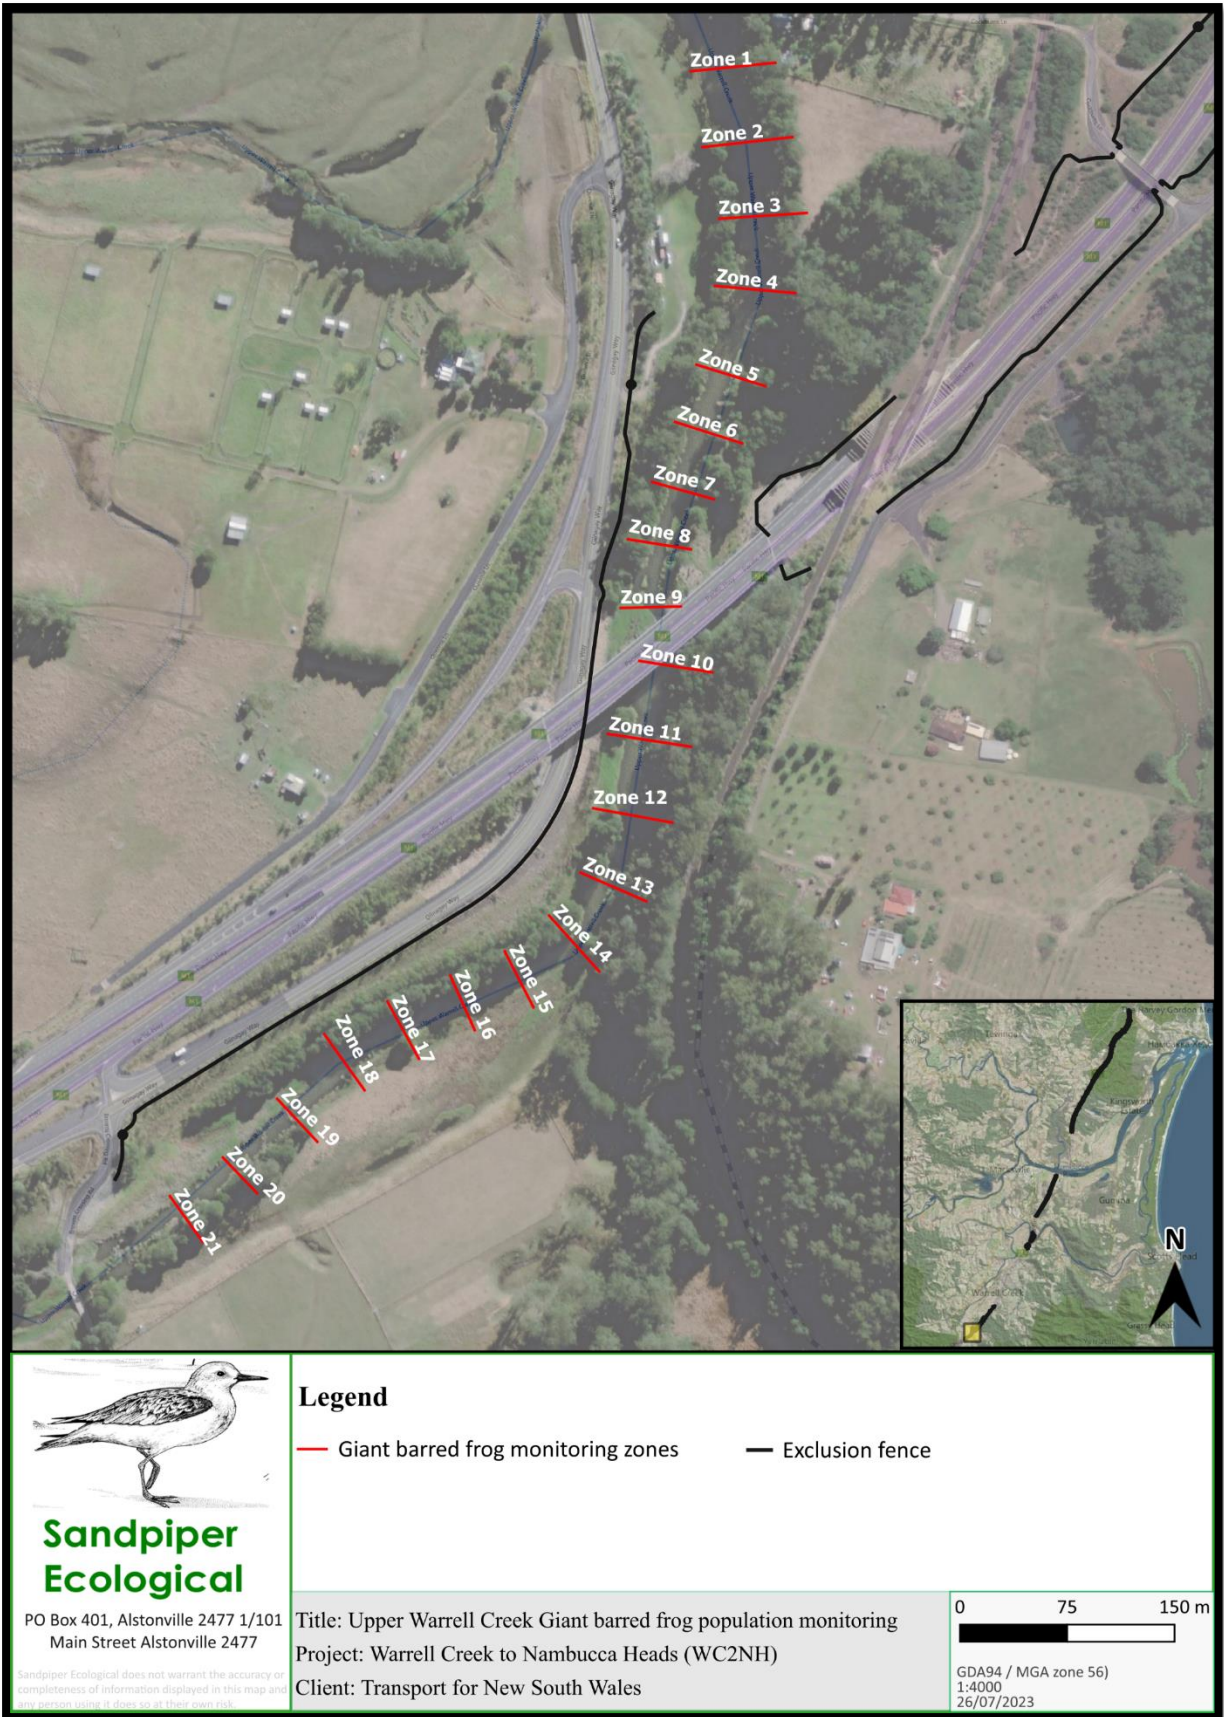 Zone 1
Zone 2
Zone 3
Zone 4
Zone 5
Zone 6
Zone 7
Zone 8
Zone 9
Zone 10
Zone 11
Zone 12
Zone 13
Zone 14
Zone 15
Zone 16
Zone 17
Zone 18
Zone 19
Zone 20
Zone 21
N
Legend
Giant barred frog monitoring zones
Exclusion fence
Sandpiper
Ecological
PO Box 401, Alstonville 2477 1/101
Main Street Alstonville 2477
Sandpiper Ecological does not warrant the accuracy or
completeness of information displayed in this map and
any person using it does so at their own risk.
Title: Upper Warrell Creek Giant barred frog population monitoring
Project: Warrell Creek to Nambucca Heads (WC2NH)
Client: Transport for New South Wales
0 75 150 m
GDA94 / MGA zone 56)
1:4000
26/07/2023